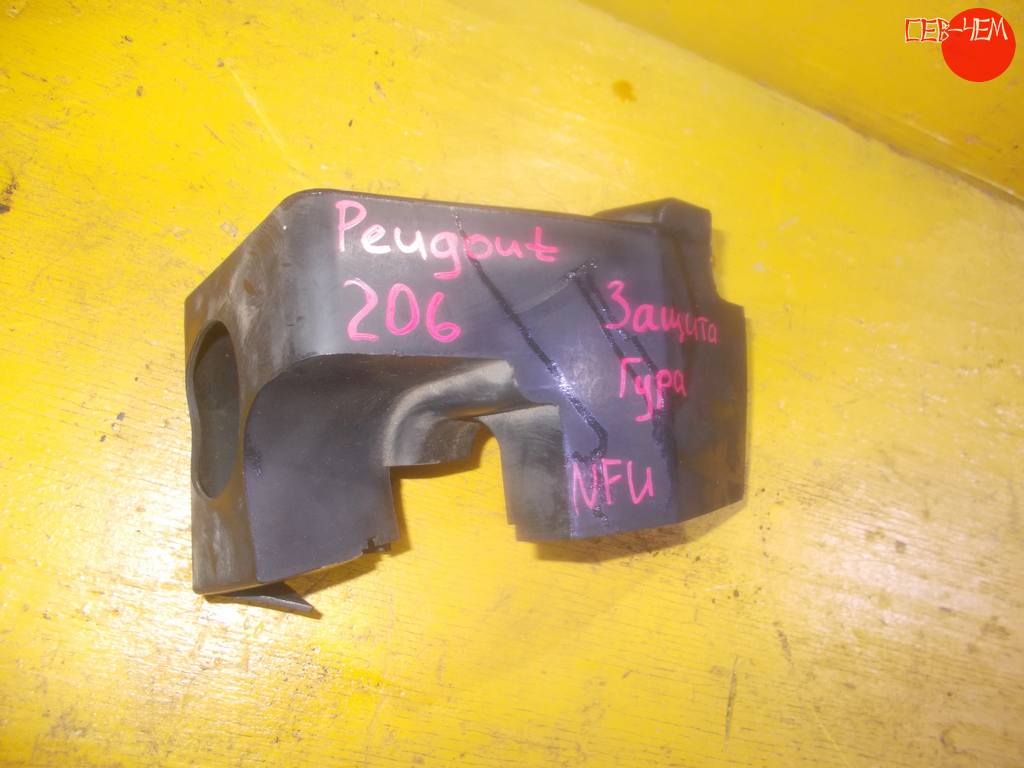 СЕВ-ЧЕМ
Peugout
206
Защита
Гура
NFU